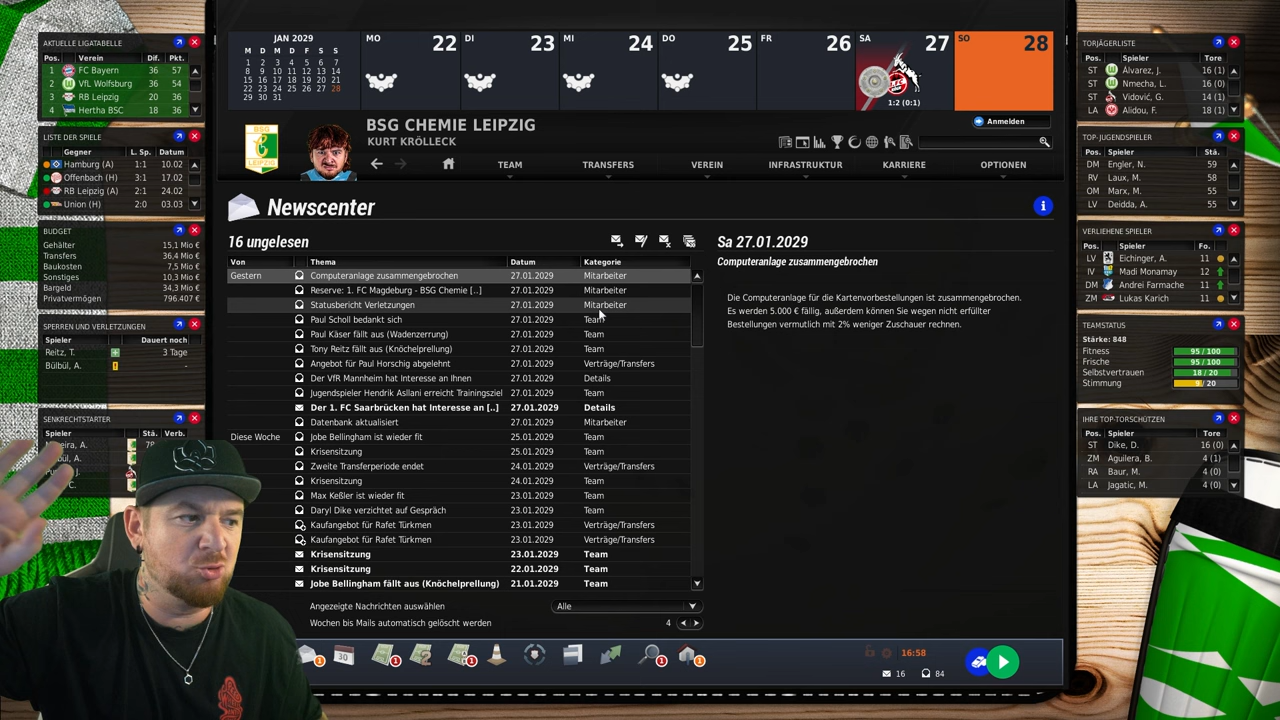 AKTUELLE LIGATABELLE
Pos. Verein Dif. Pkt.
1 FC Bayern 36 57
2 VfL Wolfsburg 36 54
3 RB Leipzig 20 36
4 Hertha BSC 18 36
LISTE DER SPIELE
Gegner L. Sp. Datum
Hamburg (A) 1:1 10.02
Offenbach (H) 3:1 17.02
RB Leipzig (A) 2:1 24.02
Union (H) 2:0 03.03
BUDGET
Gehälter 15,1 Mio €
Transfers 36,4 Mio €
Baukosten 7,5 Mio €
Sonstiges 10,3 Mio €
Bargeld 34,3 Mio €
Privatvermögen 796.407 €
SPERREN UND VERLETZUNGEN
Spieler Dauert noch
Reitz, T. 3 Tage
Bülbül, A. -
SENKRECHTSTARTER
Spieler Stä. Verb.
JAN 2029
M D M D F S S
1 2 3 4 5 6 7
8 9 10 11 12 13 14
15 16 17 18 19 20 21
22 23 24 25 26 27 28
29 30 31
MO 22
DI 23
MI 24
DO 25
FR 26
SA 27
1:2 (0:1)
SO 28
Anmelden
BSG
LEIPZIG
BSG CHEMIE LEIPZIG
KURT KRÖLLECK
TEAM TRANSFERS VEREIN INFRASTRUKTUR KARRIERE OPTIONEN
Newscenter
16 ungelesen
Von Thema Datum Kategorie
Gestern Computeranlage zusammengebrochen 27.01.2029 Mitarbeiter
Reserve: 1. FC Magdeburg - BSG Chemie [..] 27.01.2029 Mitarbeiter
Statusbericht Verletzungen 27.01.2029 Mitarbeiter
Paul Scholl bedankt sich 27.01.2029 Team
Paul Käser fällt aus (Wadenzerrung) 27.01.2029 Team
Tony Reitz fällt aus (Knöchelprellung) 27.01.2029 Team
Angebot für Paul Horschig abgelehnt 27.01.2029 Verträge/Transfers
Der VfR Mannheim hat Interesse an Ihnen 27.01.2029 Details
Jugendspieler Hendrik Asllani erreicht Trainingsziel 27.01.2029 Team
Der 1. FC Saarbrücken hat Interesse an [..] 27.01.2029 Details
Datenbank aktualisiert 27.01.2029 Mitarbeiter
Diese Woche Jobe Bellingham ist wieder fit 25.01.2029 Team
Krisensitzung 25.01.2029 Team
Zweite Transferperiode endet 24.01.2029 Verträge/Transfers
Krisensitzung 24.01.2029 Team
Max Keßler ist wieder fit 23.01.2029 Team
Daryl Dike verzichtet auf Gespräch 23.01.2029 Team
Kaufangebot für Rafet Türkmen 23.01.2029 Verträge/Transfers
Kaufangebot für Rafet Türkmen 23.01.2029 Verträge/Transfers
Krisensitzung 23.01.2029 Team
Krisensitzung 22.01.2029 Team
Jobe Bellingham fällt aus (Knöchelprellung) 21.01.2029 Team
Alle
4
Sa 27.01.2029
Computeranlage zusammengebrochen
Die Computeranlage für die Kartenvorbestellungen ist zusammengebrochen.
Es werden 5.000 € fällig, außerdem können Sie wegen nicht erfüllter
Bestellungen vermutlich mit 2% weniger Zuschauer rechnen.
1 30 1 1 1 1
16:58
16 84
TORJÄGERLISTE
Pos. Spieler Tore
ST Álvarez, J. 16 (1)
ST Nmecha, L. 16 (0)
ST Vidović, G. 14 (1)
LA Alidou, F. 18 (1)
TOP-JUGENDSPIELER
Pos. Spieler Stä.
DM Engler, N. 59
RV Laux, M. 58
OM Marx, M. 55
LV Deidda, A. 55
VERLIEHENE SPIELER
Pos. Spieler Fo.
LV Eichinger, A. 11
IV Madi Monamay 12
DM Andrei Farmache 11
ZM Lukas Karich 11
TEAMSTATUS
Stärke: 848
Fitness 95 / 100
Frische 95 / 100
Selbstvertrauen 18 / 20
Stimmung 9 / 20
IHRE TOP-TORSCHÜTZEN
Pos. Spieler Tore
ST Dike, D. 16 (0)
ZM Aguilera, B. 4 (1)
RA Baur, M. 4 (0)
LA Jagatic, M. 4 (0)